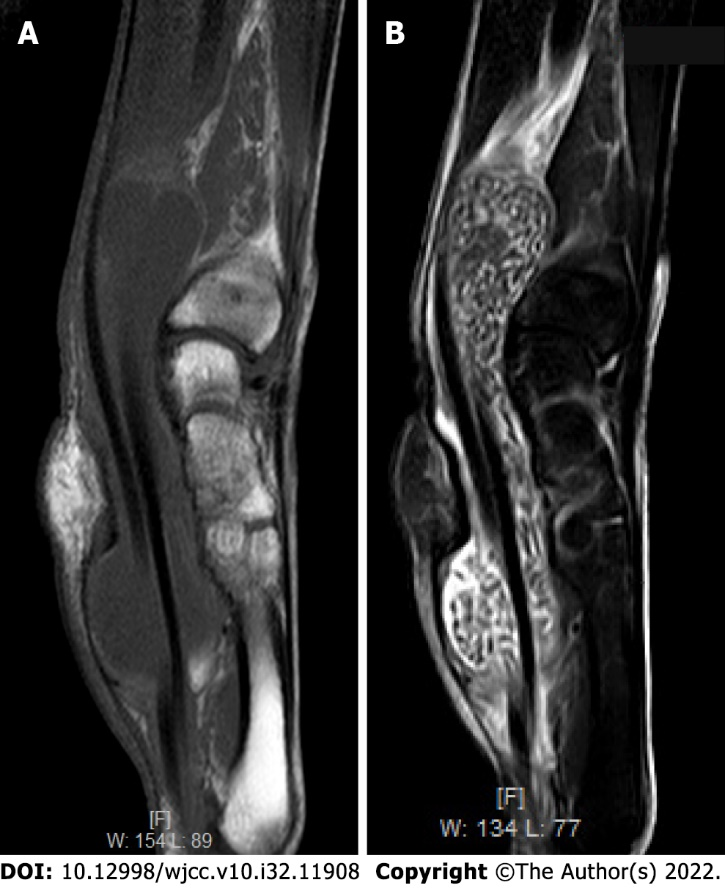 A
B
[F]
W: 154 L: 89
[F]
W: 134 L: 77
DOI: 10.12998/wjcc.v10.i32.11908 Copyright ©The Author(s) 2022.